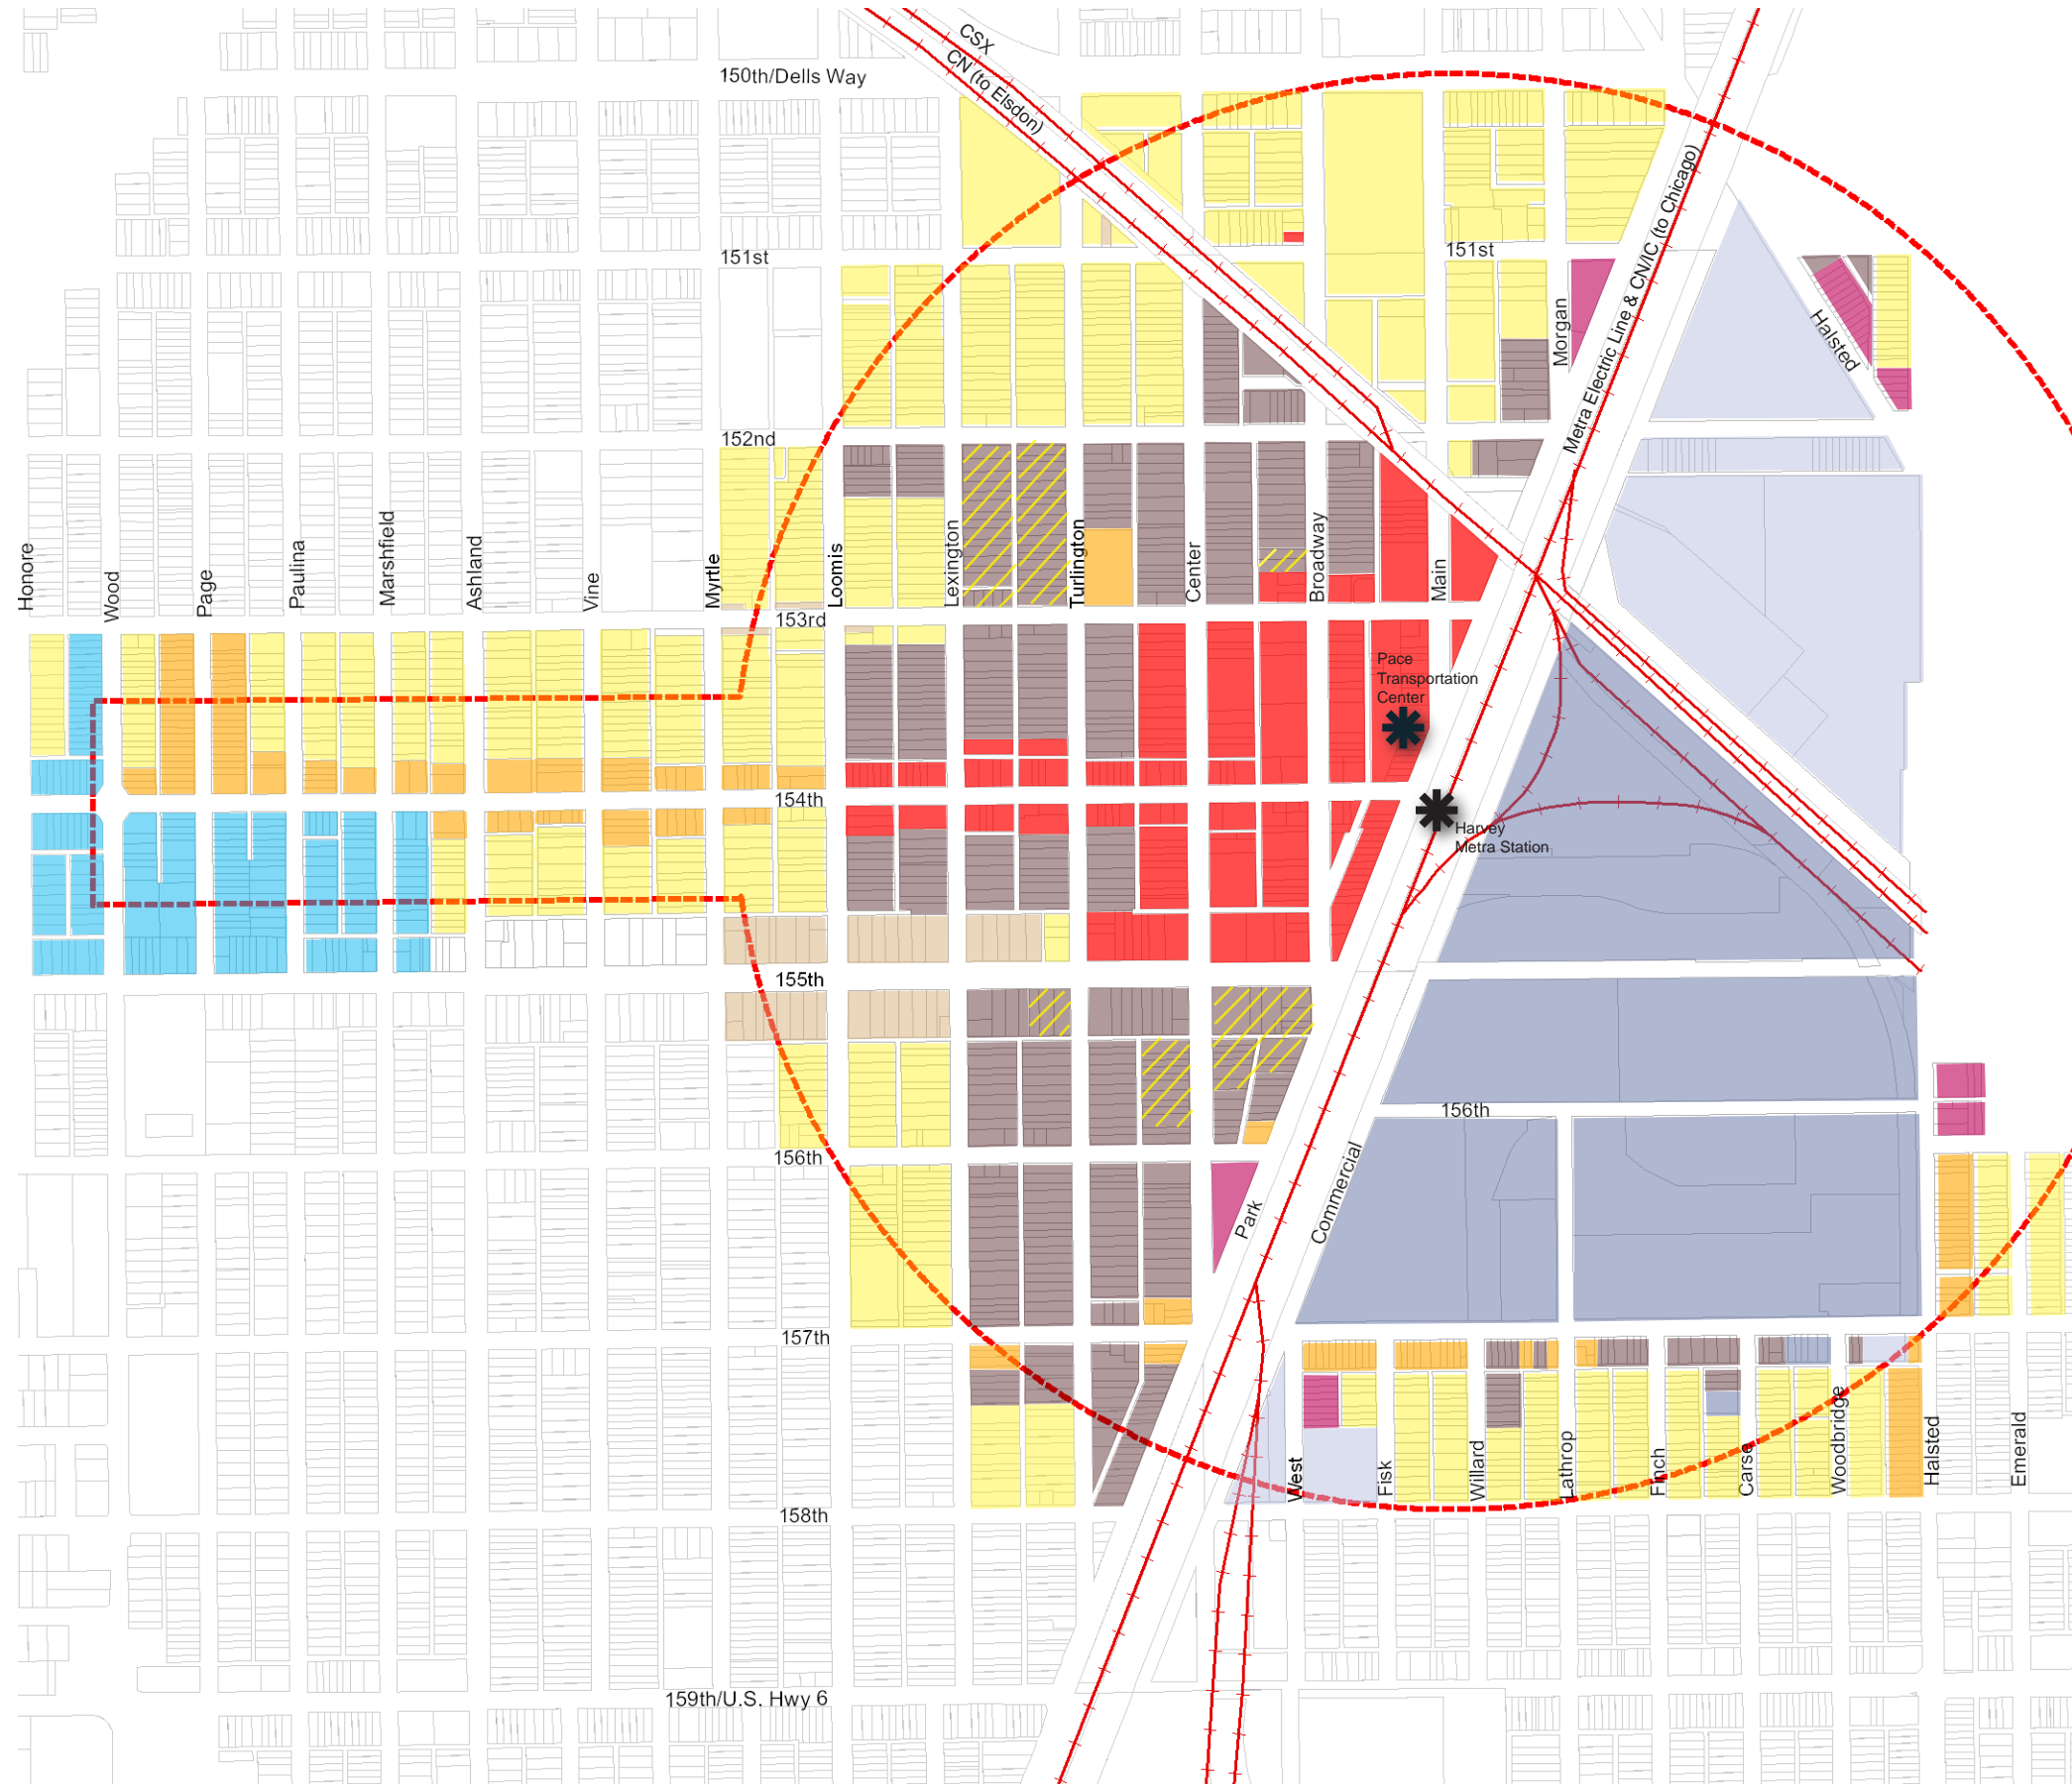 CSX
CN (to Elsdon)
150th/Dells Way
Metra Electric Line & CN/IC (to Chicago)
151st
151st
Morgan
Halsted
152nd
Honore
Wood
Page
Paulina
Marshfield
Ashland
Vine
Myrtle
Loomis
Lexington
Turlington
Center
Broadway
Main
153rd
Pace
Transportation
Center
154th
Harvey
Metra Station
155th
156th
156th
Park
Commercial
157th
West
Fisk
Willard
Lathrop
Finch
Carse
Woodbridge
Halsted
Emerald
158th
159th/U.S. Hwy 6